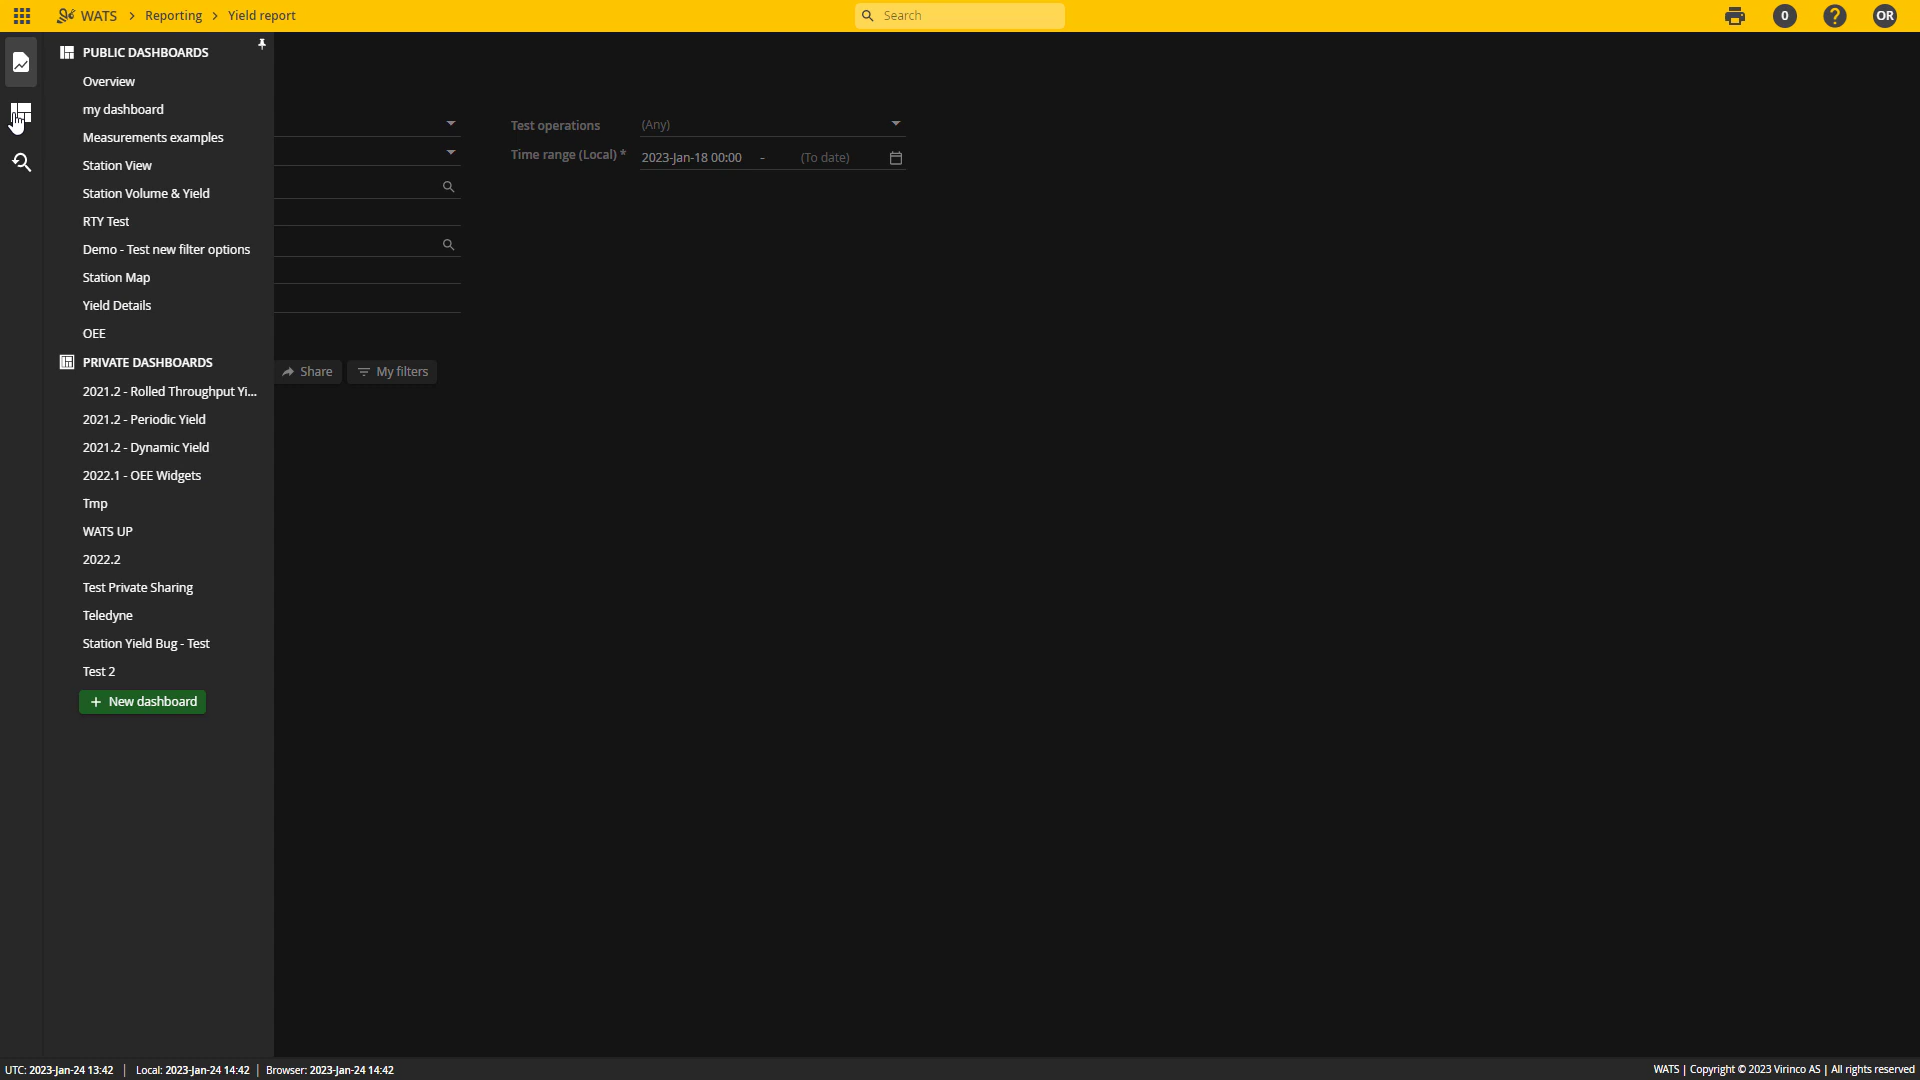 WATS > Reporting > Yield report
Search
0
?
OR
PUBLIC DASHBOARDS
Overview
my dashboard
Measurements examples
Station View
Station Volume & Yield
RTY Test
Demo - Test new filter options
Station Map
Yield Details
OEE
PRIVATE DASHBOARDS
2021.2 - Rolled Throughput Yi...
2021.2 - Periodic Yield
2021.2 - Dynamic Yield
2022.1 - OEE Widgets
Tmp
WATS UP
2022.2
Test Private Sharing
Teledyne
Station Yield Bug - Test
Test 2
+ New dashboard
Test operations (Any)
Time range (Local) * 2023-Jan-18 00:00 - (To date)
Share
My filters
UTC: 2023-Jan-24 13:42 | Local: 2023-Jan-24 14:42 | Browser: 2023-Jan-24 14:42
WATS | Copyright © 2023 Virinco AS | All rights reserved